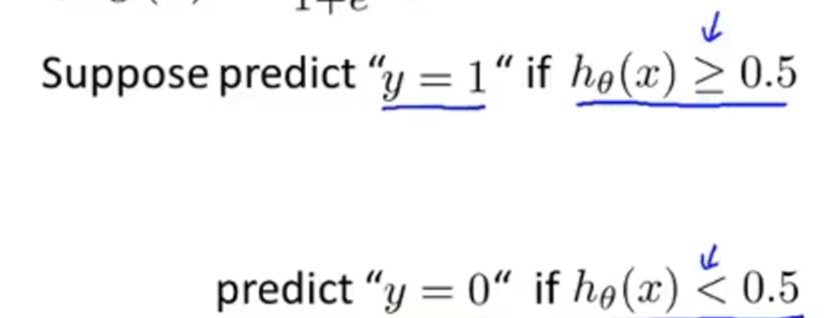 Suppose predict “y = 1“ if hθ(x) ≥ 0.5
predict “y = 0“ if hθ(x) < 0.5